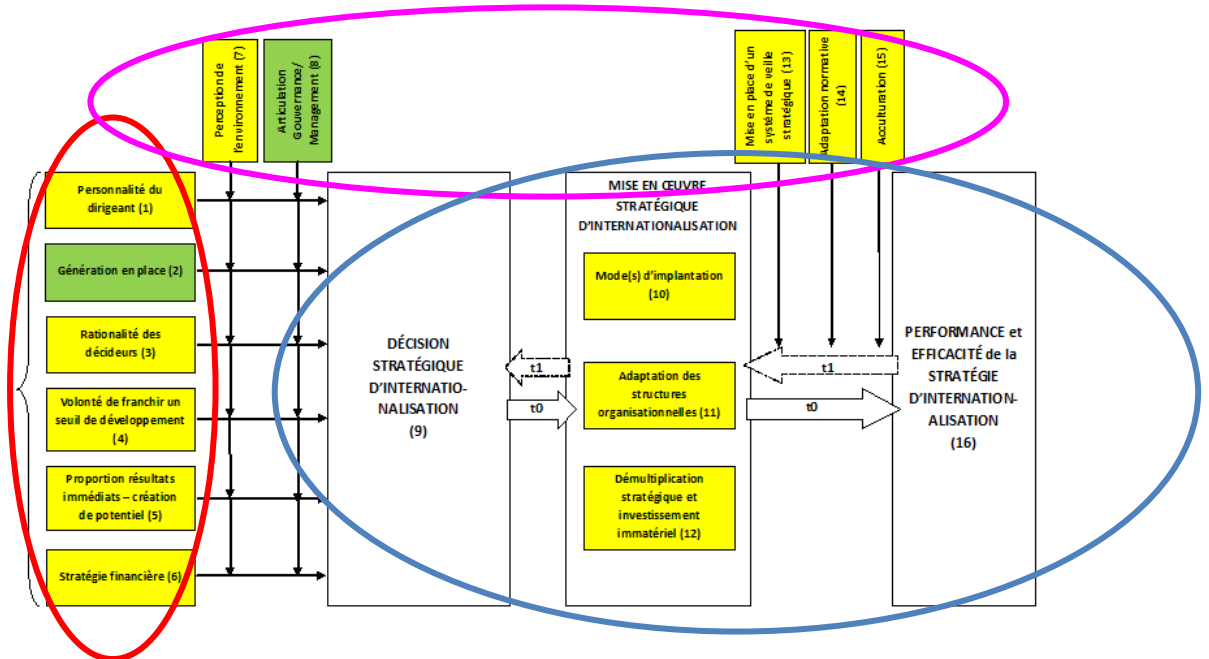 Perception de
l'environnement (7)
Articulation
Gouvernance/
Management (8)
Mise en place d'un
système de veille
stratégique (13)
Adaptation normative
(14)
Acculturation (15)
Personnalité du
dirigeant (1)
Génération en place (2)
Rationalité des
décideurs (3)
Volonté de franchir un
seuil de développement
(4)
Proportion résultats
immédiats – création
de potentiel (5)
Stratégie financière (6)
DÉCISION
STRATÉGIQUE
D'INTERNATIO-
NALISATION
(9)
t1
t0
MISE EN ŒUVRE
STRATÉGIQUE
D'INTERNATIONALISATION
Mode(s) d'implantation
(10)
Adaptation des
structures
organisationnelles (11)
Démultiplication
stratégique et
investissement
immatériel (12)
t1
t0
PERFORMANCE et
EFFICACITÉ de la
STRATÉGIE
D'INTERNATION-
ALISATION
(16)